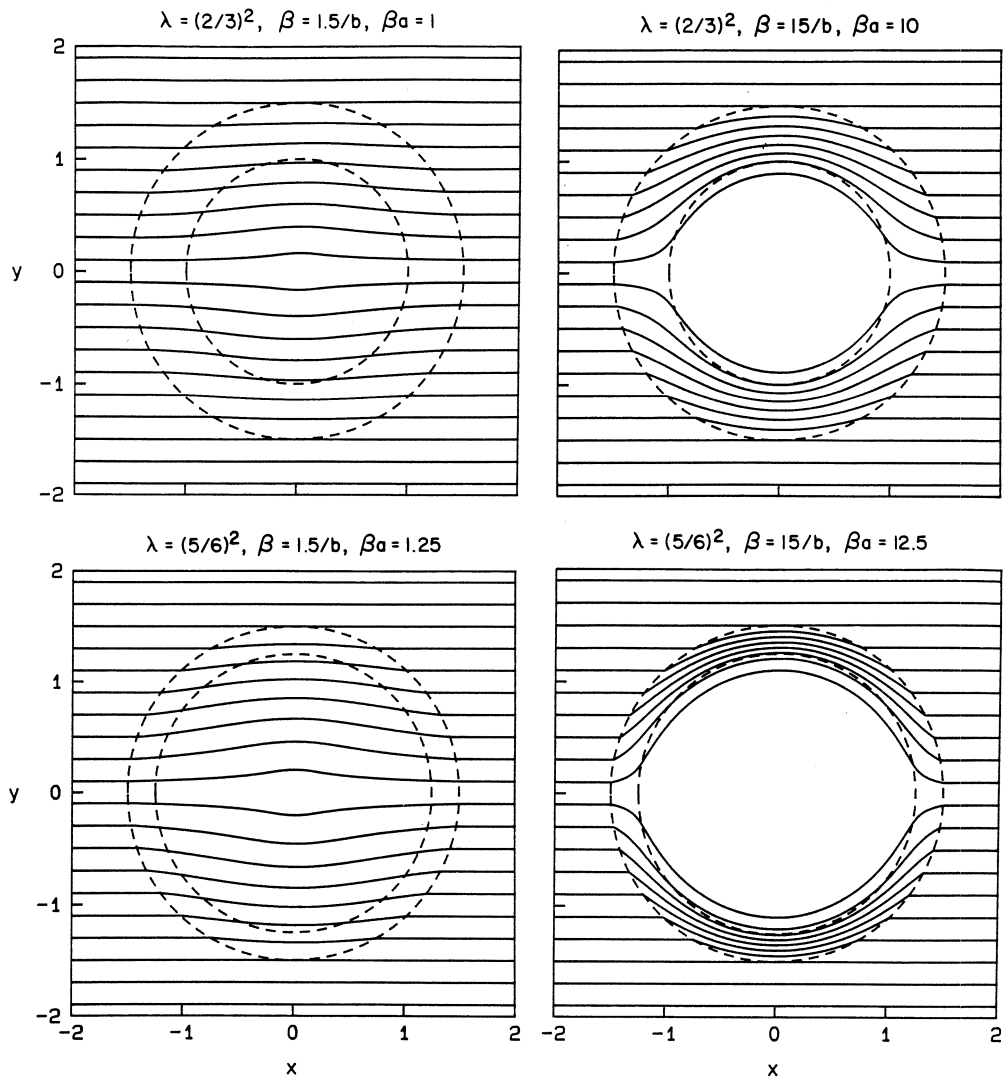 λ = (2/3)², β = 1.5/b, βa = 1
λ = (2/3)², β = 15/b, βa = 10
2
1
y 0
-1
-2
λ = (5/6)², β = 1.5/b, βa = 1.25
λ = (5/6)², β = 15/b, βa = 12.5
2
1
y 0
-1
-2
-2 -1 0 1 2
-2 -1 0 1 2
x
x